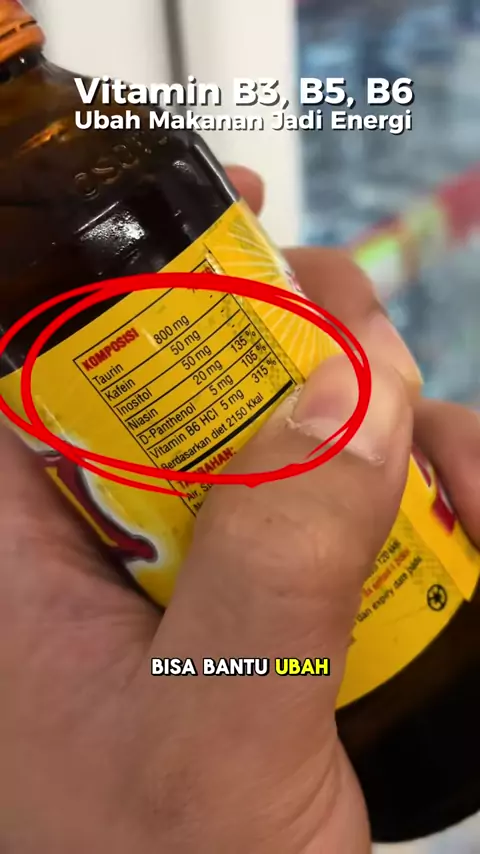 Vitamin B3, B5, B6
Ubah Makanan Jadi Energi
KOMPOSISI
Taurin 800 mg
Kafein 50 mg
Inositol 50 mg
Niasin 20 mg 135%
D-Panthenol 5 mg 105%
Vitamin B6 HCl 5 mg 315%
Berdasarkan diet 2150 Kkal
BISA BANTU UBAH